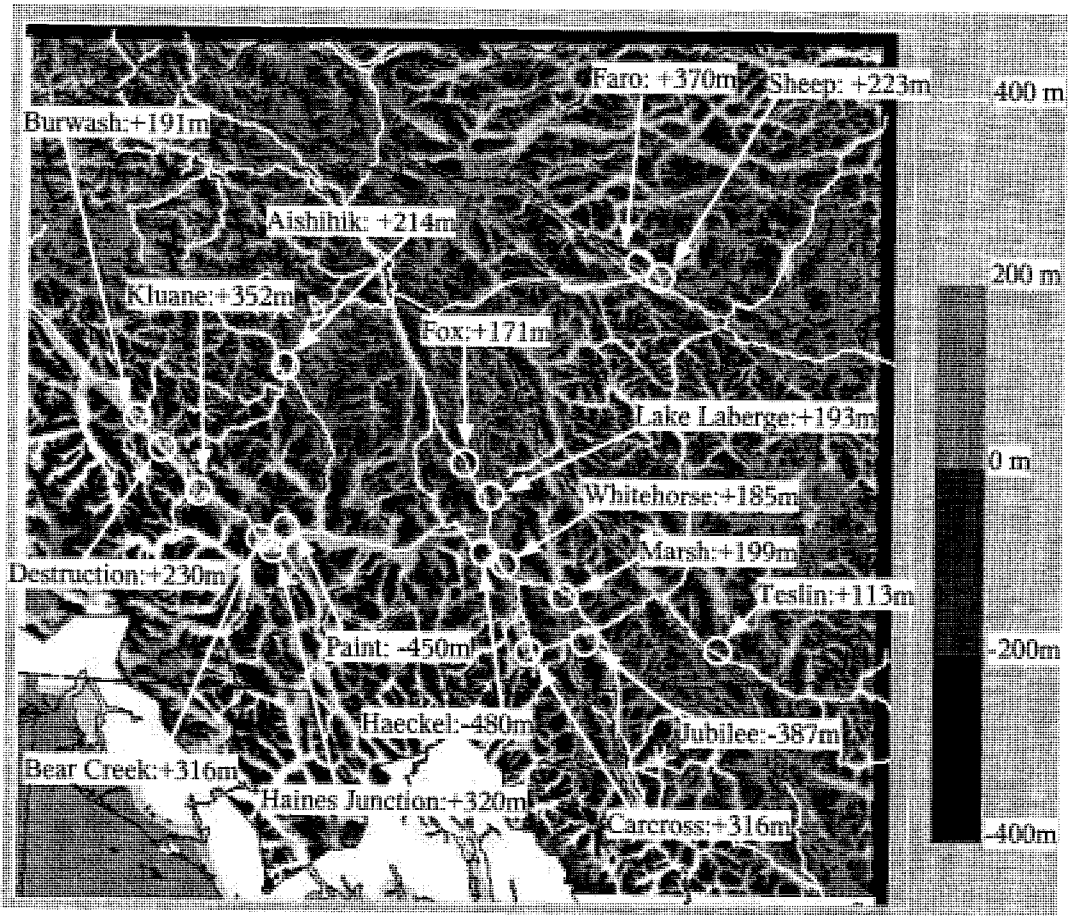 Faro: +370m
Sheep: +223m
400 m
Burwash:+191m
Aishihik: +214m
200 m
Kluane:+352m
Fox:+171m
Lake Laberge:+193m
0 m
Whitehorse:+185m
Marsh:+199m
Destruction:+230m
Teslin:+113m
Paint: -450m
-200m
Haeckel:-480m
Jubilee:-387m
Bear Creek:+316m
Haines Junction:+320m
Carcross:+316m
-400m